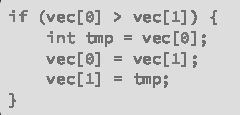 if (vec[0] > vec[1]) {
    int tmp = vec[0];
    vec[0] = vec[1];
    vec[1] = tmp;
}